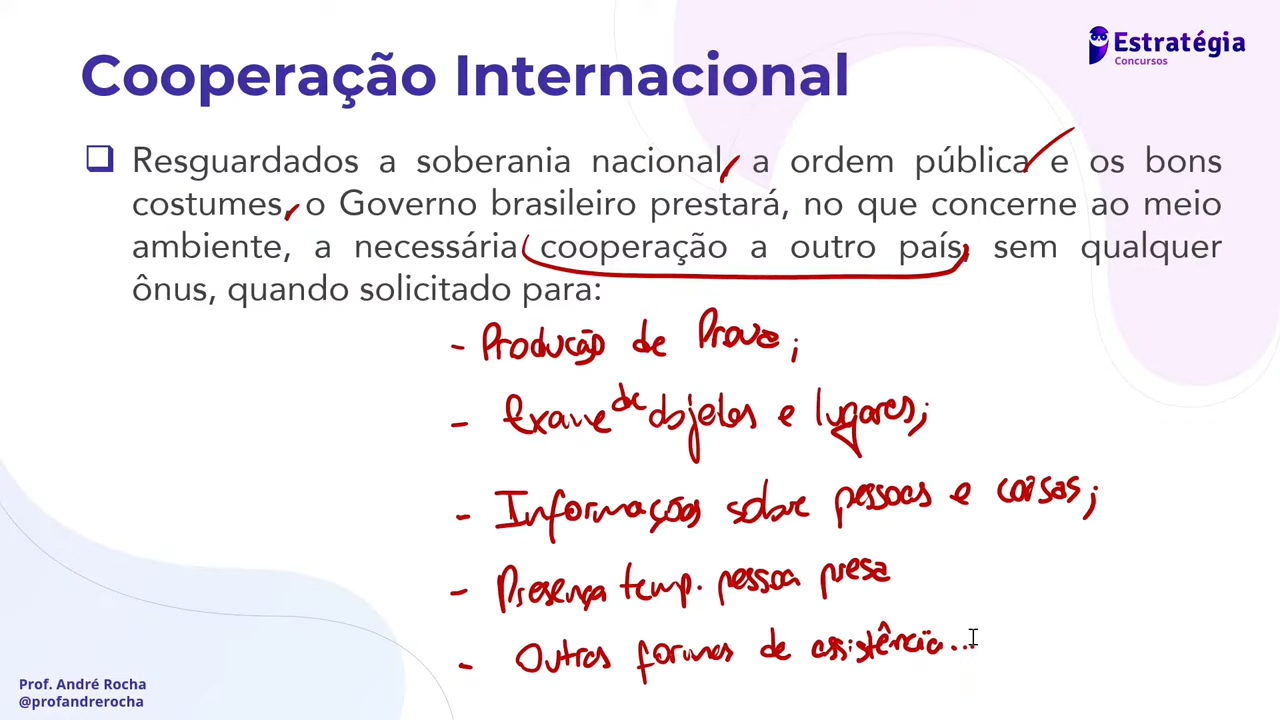 Estratégia
Concursos
Cooperação Internacional
Resguardados a soberania nacional, a ordem pública e os bons
costumes, o Governo brasileiro prestará, no que concerne ao meio
ambiente, a necessária cooperação a outro país, sem qualquer
ônus, quando solicitado para:
- Produção de Prova;
- Exame de objetos e lugares;
- Informações sobre pessoas e coisas;
- Presença temp. pessoa presa
- Outras formas de assistência...
Prof. André Rocha
@profandrerocha